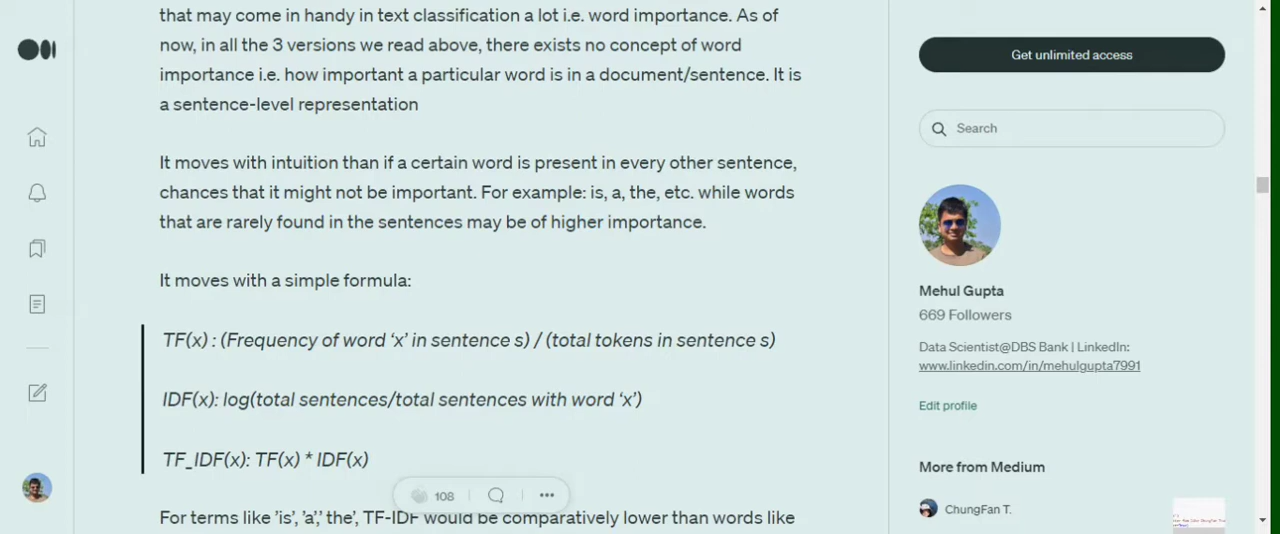 that may come in handy in text classification a lot i.e. word importance. As of
now, in all the 3 versions we read above, there exists no concept of word
importance i.e. how important a particular word is in a document/sentence. It is
a sentence-level representation
It moves with intuition than if a certain word is present in every other sentence,
chances that it might not be important. For example: is, a, the, etc. while words
that are rarely found in the sentences may be of higher importance.
It moves with a simple formula:
TF(x) : (Frequency of word ‘x’ in sentence s) / (total tokens in sentence s)
IDF(x): log(total sentences/total sentences with word ‘x’)
TF_IDF(x): TF(x) * IDF(x)
108
For terms like ’is’, ’a’,’ the’, TF-IDF would be comparatively lower than words like
Get unlimited access
Search
Mehul Gupta
669 Followers
Data Scientist@DBS Bank | LinkedIn:
www.linkedin.com/in/mehulgupta7991
Edit profile
More from Medium
ChungFan T.